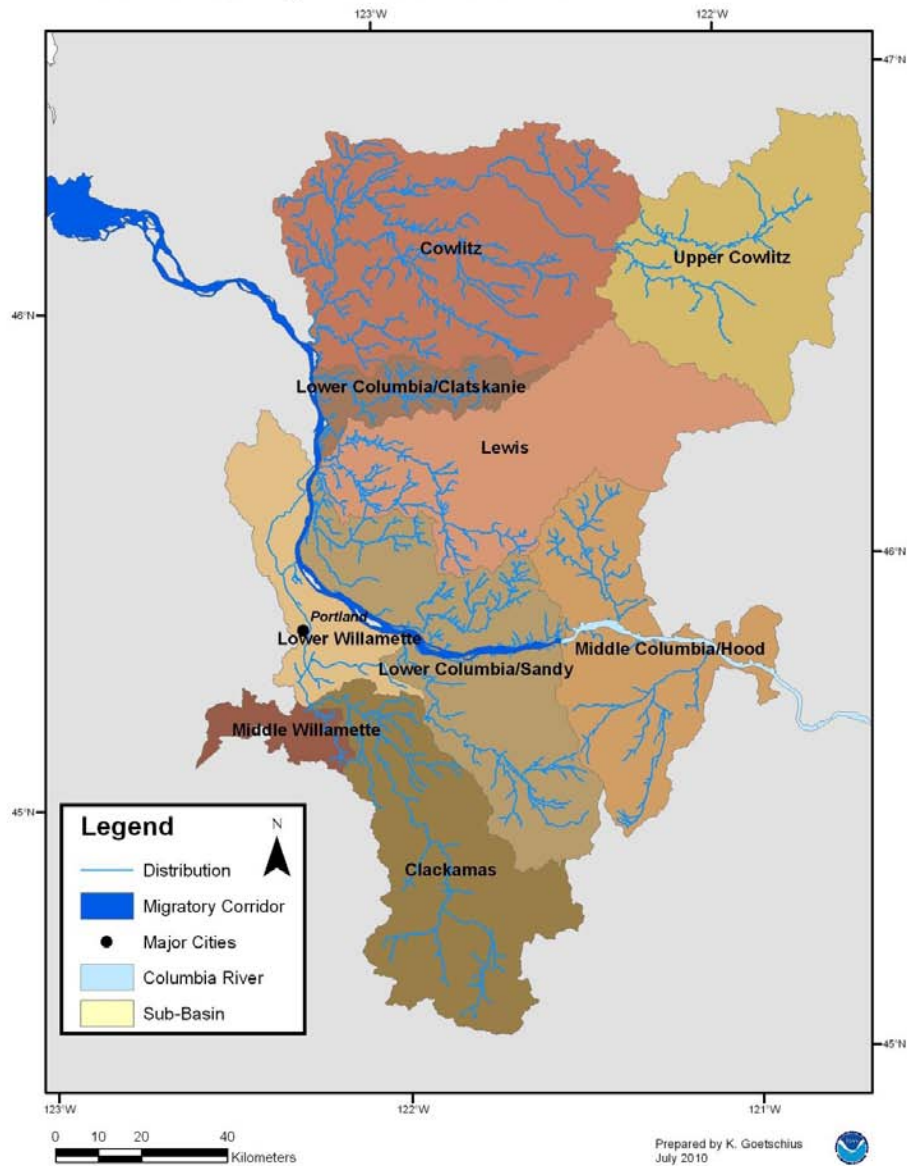 123°W
122°W
47°N
Cowlitz
Upper Cowlitz
46°N
Lower Columbia/Clatskanie
Lewis
46°N
Portland
Lower Willamette
Middle Columbia/Hood
Lower Columbia/Sandy
Middle Willamette
45°N
Legend
N
Distribution
Migratory Corridor
Major Cities
Columbia River
Sub-Basin
Clackamas
45°N
123°W
122°W
121°W
0 10 20 40
Kilometers
Prepared by K. Goetschius
July 2010